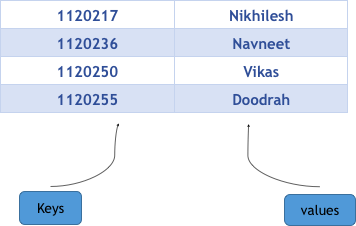 1120217 Nikhilesh
1120236 Navneet
1120250 Vikas
1120255 Doodrah
Keys
values